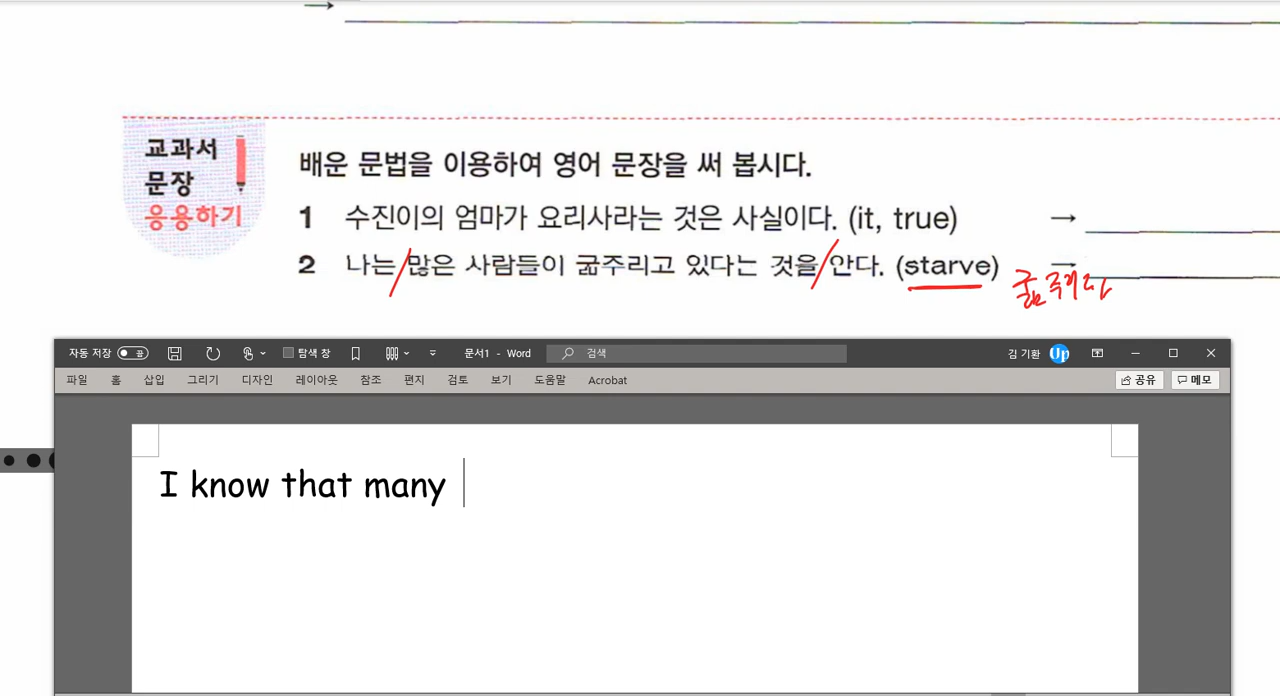 →
교과서
문장
응용하기
배운 문법을 이용하여 영어 문장을 써 봅시다.
1 수진이의 엄마가 요리사라는 것은 사실이다. (it, true) →
2 나는/많은 사람들이 굶주리고 있다는 것을/안다. (starve) →
굶주리다
자동 저장 끔 탐색 창 문서1 - Word 검색 김 기환 Up
파일 홈 삽입 그리기 디자인 레이아웃 참조 편지 검토 보기 도움말 Acrobat 공유 메모
I know that many